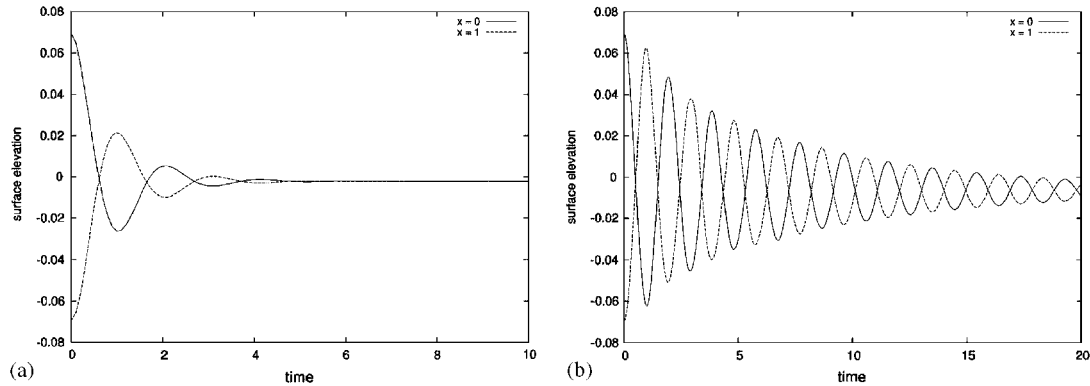 0.08
0.06
0.04
0.02
0
-0.02
-0.04
-0.06
-0.08
surface elevation
x = 0
x = 1
0 2 4 6 8 10
time
(a)
0.08
0.06
0.04
0.02
0
-0.02
-0.04
-0.06
-0.08
surface elevation
x = 0
x = 1
0 5 10 15 20
time
(b)